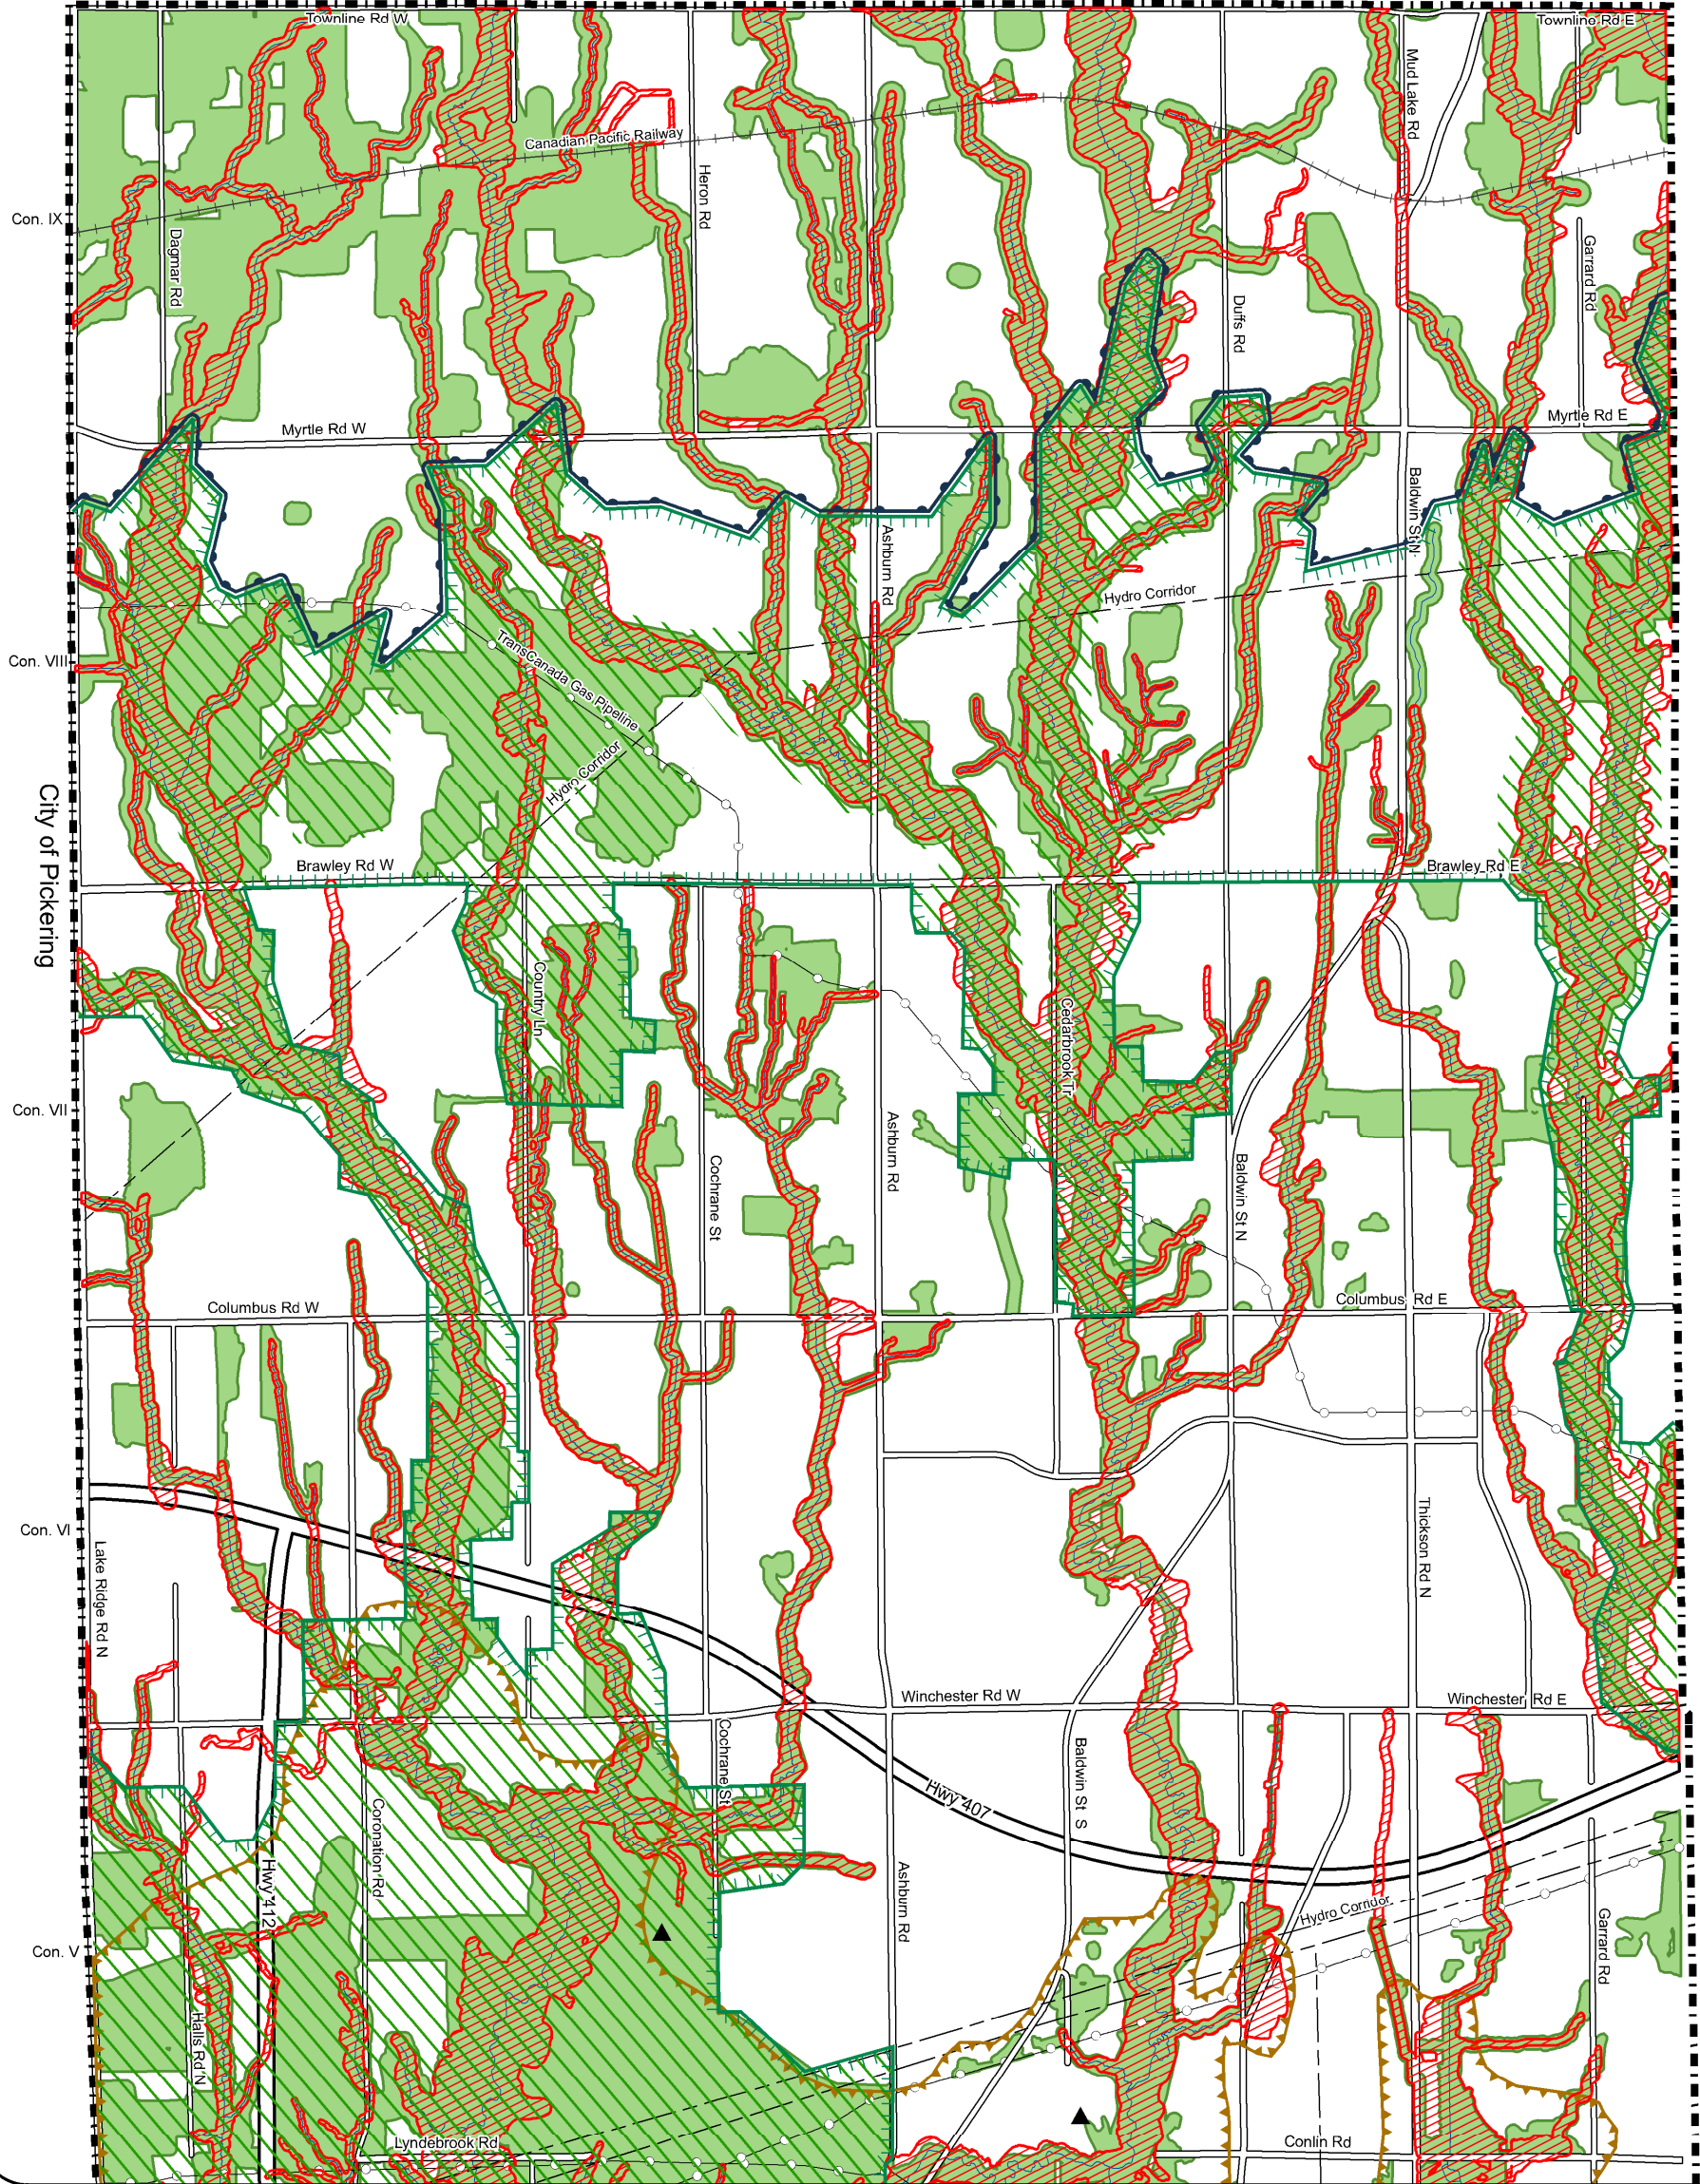 Townline Rd W
Townline Rd E
Mud Lake Rd
Canadian Pacific Railway
Heron Rd
Con. IX
Dagmar Rd
Garrard Rd
Duffs Rd
Myrtle Rd W
Myrtle Rd E
Baldwin St N
Ashburn Rd
Hydro Corridor
Con. VIII
TransCanada Gas Pipeline
Hydro Corridor
City of Pickering
Brawley Rd W
Brawley Rd E
Country Ln
Cedarbrook Tr
Con. VII
Ashburn Rd
Cochrane St
Baldwin St N
Columbus Rd W
Columbus Rd E
Thickson Rd N
Con. VI
Lake Ridge Rd N
Winchester Rd W
Winchester Rd E
Cochrane St
Baldwin St S
Hwy 407
Coronation Rd
Hwy 412
Ashburn Rd
Hydro Corridor
Garrard Rd
Con. V
Halls Rd N
Lyndebrook Rd
Conlin Rd